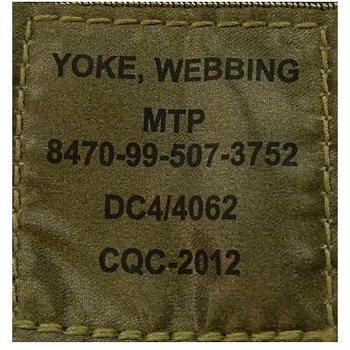 YOKE, WEBBING
MTP
8470-99-507-3752
DC4/4062
CQC-2012